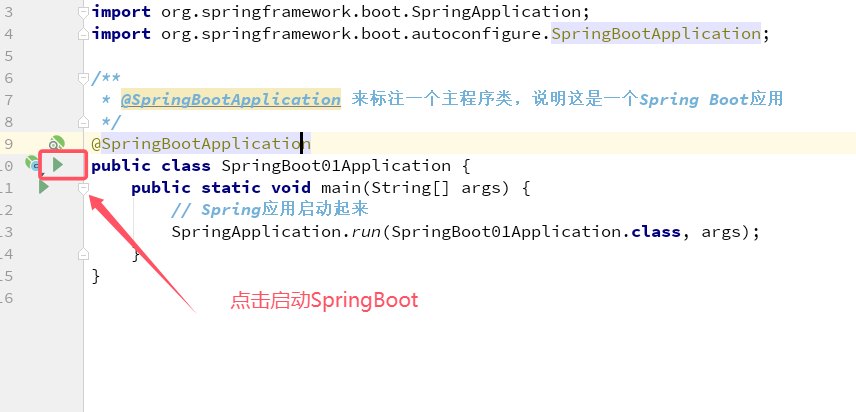 3 import org.springframework.boot.SpringApplication;
4 import org.springframework.boot.autoconfigure.SpringBootApplication;
5
6 /**
7 * @SpringBootApplication 来标注一个主程序类，说明这是一个Spring Boot应用
8 */
9 @SpringBootApplication
10 public class SpringBoot01Application {
11 public static void main(String[] args) {
12 // Spring应用启动起来
13 SpringApplication.run(SpringBoot01Application.class, args);
14 }
15 }
16
点击启动SpringBoot